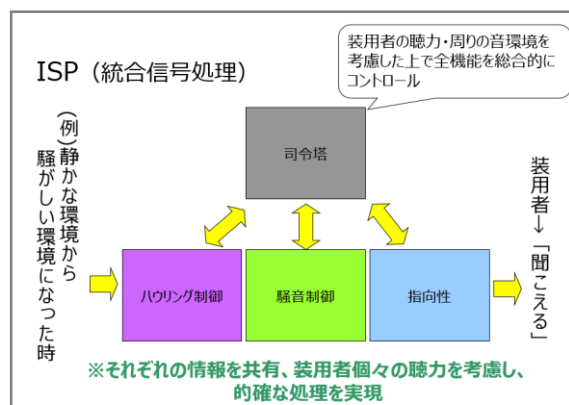 装用者の聴力・周りの音環境を
考慮した上で全機能を総合的に
コントロール
ISP（統合信号処理）
司令塔
(例)静かな環境から
騒がしい環境になった時
ハウリング制御
騒音制御
指向性
装用者→「聞こえる」
※それぞれの情報を共有、装用者個々の聴力を考慮し、
的確な処理を実現